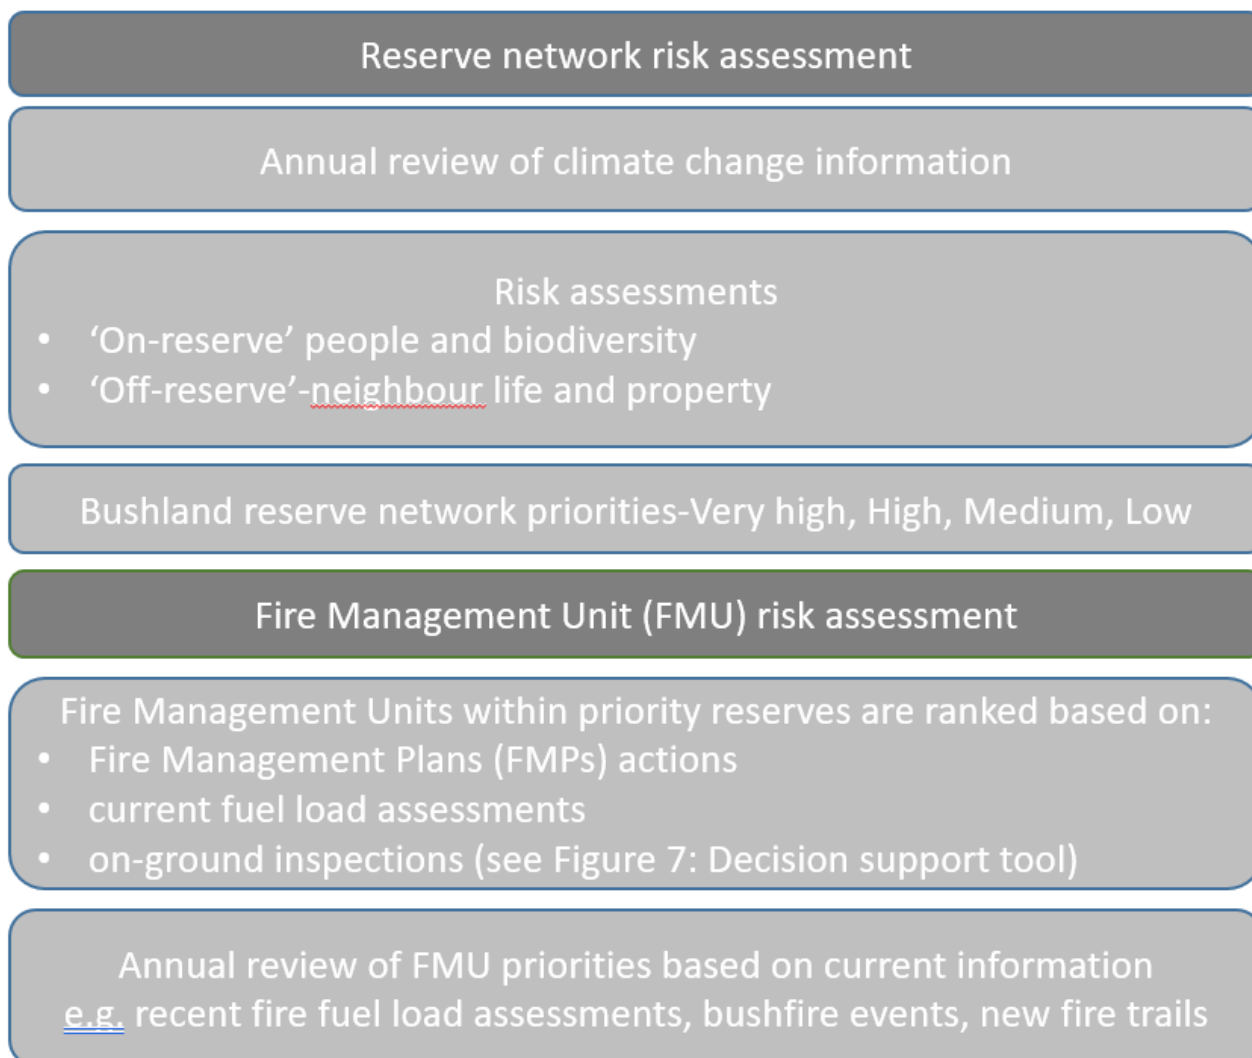 Reserve network risk assessment
Annual review of climate change information
Risk assessments
• ‘On-reserve’ people and biodiversity
• ‘Off-reserve’-neighbour life and property
Bushland reserve network priorities-Very high, High, Medium, Low
Fire Management Unit (FMU) risk assessment
Fire Management Units within priority reserves are ranked based on:
• Fire Management Plans (FMPs) actions
• current fuel load assessments
• on-ground inspections (see Figure 7: Decision support tool)
Annual review of FMU priorities based on current information
e.g. recent fire fuel load assessments, bushfire events, new fire trails